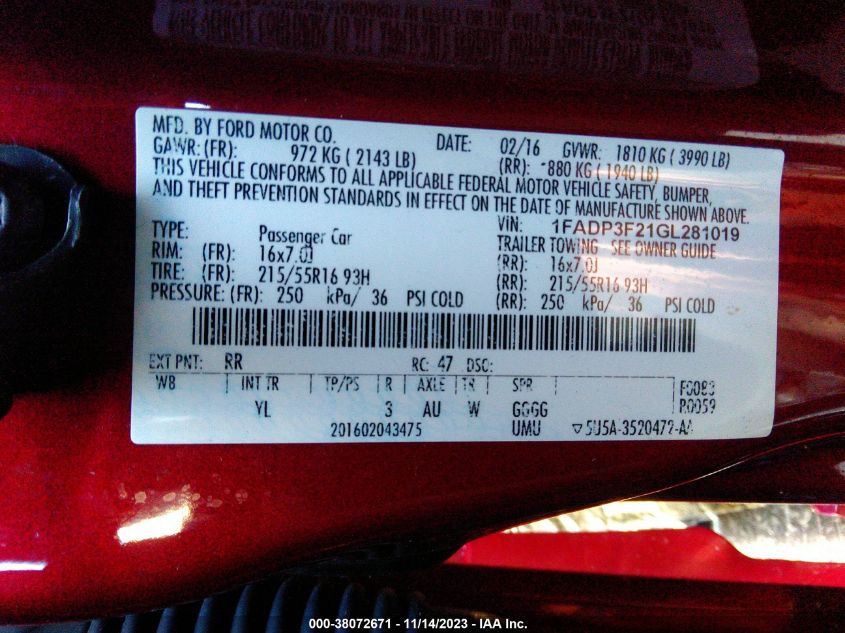 MFD. BY FORD MOTOR CO. DATE: 02/16 GVWR: 1810 KG ( 3990 LB)
GAWR: (FR): 972 KG ( 2143 LB) (RR): 880 KG ( 1940 LB)
THIS VEHICLE CONFORMS TO ALL APPLICABLE FEDERAL MOTOR VEHICLE SAFETY, BUMPER,
AND THEFT PREVENTION STANDARDS IN EFFECT ON THE DATE OF MANUFACTURE SHOWN ABOVE.
VIN: 1FADP3F21GL281019
TYPE: Passenger Car TRAILER TOWING - SEE OWNER GUIDE
RIM: (FR): 16x7.0J (RR): 16x7.0J
TIRE: (FR): 215/55R16 93H (RR): 215/55R16 93H
PRESSURE: (FR): 250 kPa/ 36 PSI COLD (RR): 250 kPa/ 36 PSI COLD
EXT PNT: RR RC: 47 DSC:
WB INT TR TP/PS R AXLE TR SPR F0083
YL 3 AU W GGGG R0059
201602043475 UMU ▽5U5A-3520472-AA
000-38072671 - 11/14/2023 - IAA Inc.